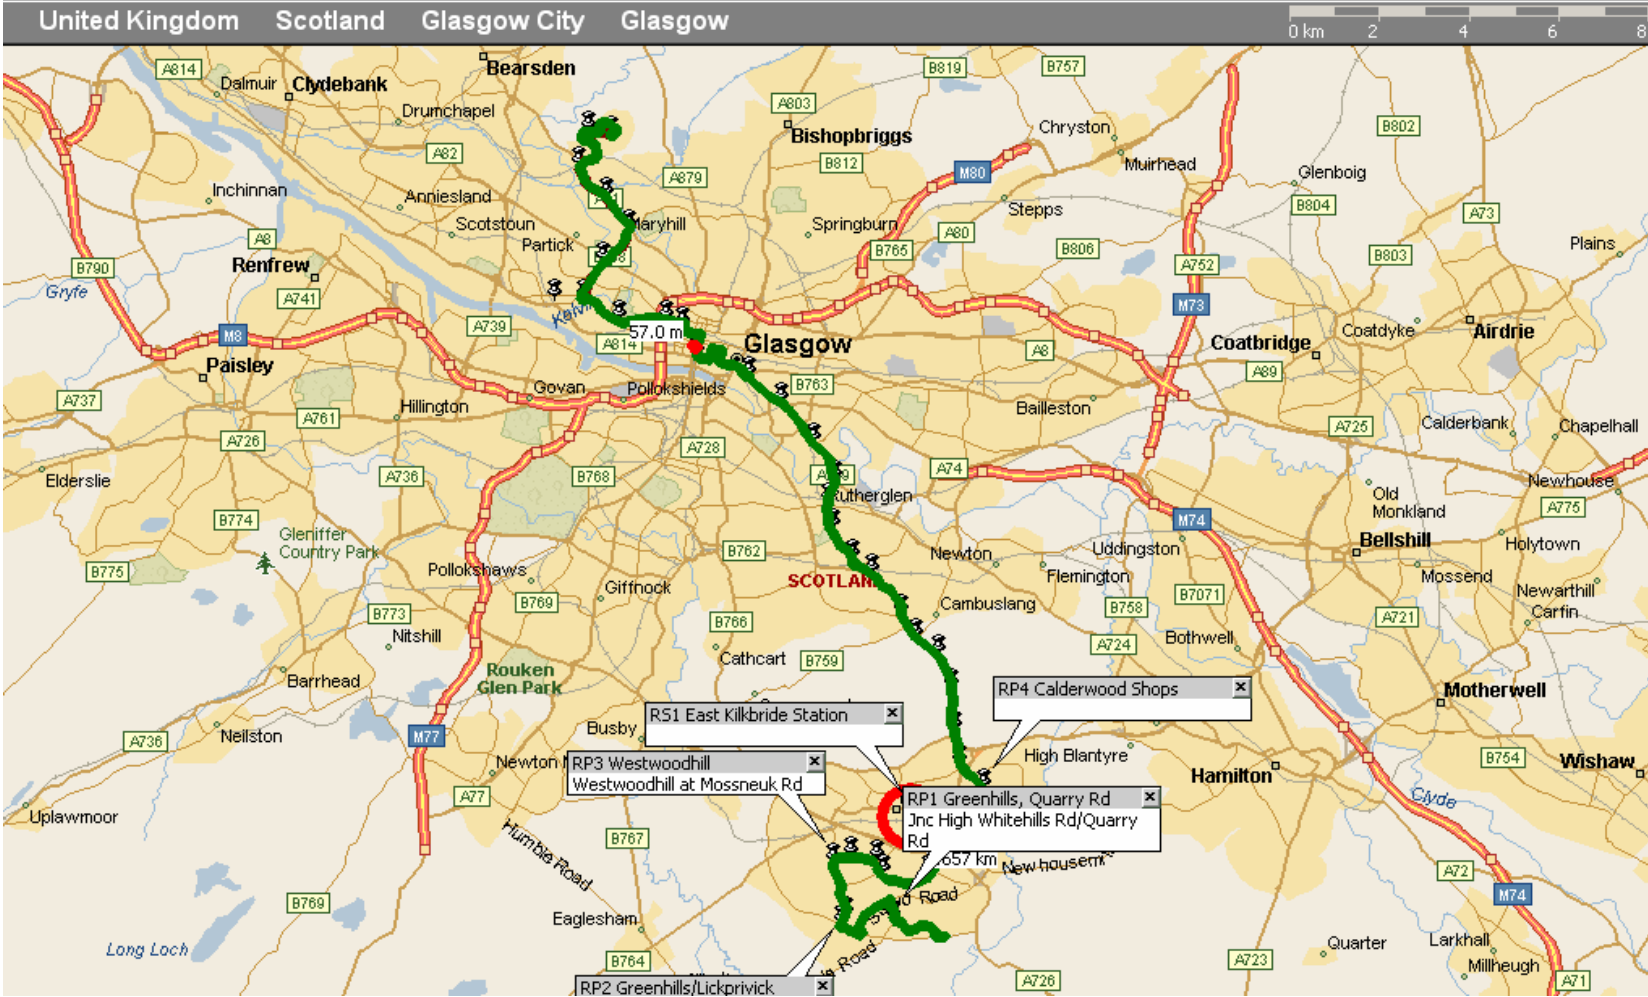 United Kingdom Scotland Glasgow City Glasgow
0 km 2 4 6 8
A814
Dalmuir
Clydebank
Bearsden
B819
B757
Drumchapel
A803
Bishopbriggs
Chryston
B802
A82
B812
Muirhead
M80
Glenboig
Inchinnan
Anniesland
A879
Stepps
B804
A73
Scotstoun
Maryhill
Springburn
A80
Plains
A8
Partick
B765
B806
B803
B790
Renfrew
A752
Gryfe
A741
M73
M8
A739
57.0 m
A814
Glasgow
Coatdyke
Airdrie
Coatbridge
A8
Paisley
A89
Govan
Pollokshields
B763
A737
Hillington
Bailleston
A761
A725
Calderbank
Chapelhall
A726
A728
A74
Elderslie
A736
B768
Rutherglen
Newhouse
Old
Monkland
A775
B774
M74
Gleniffer
Country Park
B762
Newton
Uddingston
Bellshill
Holytown
B775
Pollokshaws
SCOTLAN
Flemington
Mossend
Giffnock
Newarthill
B769
Cambuslang
B758
B7071
Carfin
B773
B766
A721
Nitshill
A724
Bothwell
Cathcart
B759
Rouken
Glen Park
Barrhead
RP4 Calderwood Shops
Motherwell
RS1 East Kilkbride Station
Busby
M77
A736
Neilston
High Blantyre
B754
RP3 Westwoodhill
Westwoodhill at Mossneuk Rd
Newton
Hamilton
Wishaw
A77
RP1 Greenhills, Quarry Rd
Jnc High Whitehills Rd/Quarry
Rd
Clyde
Uplawmoor
Humble Road
B767
657 km
Newhousem
A72
M74
B769
Road
Eaglesham
Long Loch
Road
Quarter
Larkhall
B764
A723
Millheugh
RP2 Greenhills/Lickprivick
A726
A71